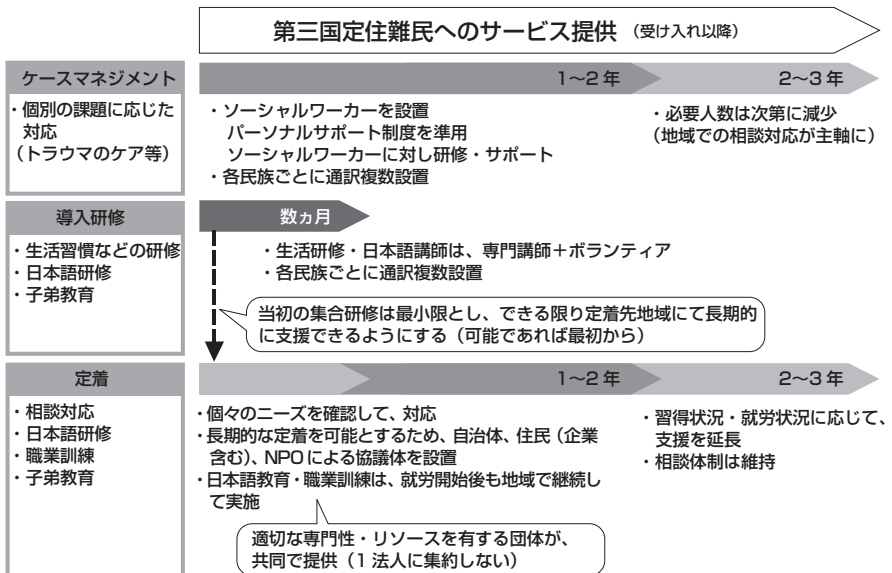 第三国定住難民へのサービス提供 （受け入れ以降）
ケースマネジメント
・個別の課題に応じた
対応
（トラウマのケア等）
1〜2年
2〜3年
・ソーシャルワーカーを設置
パーソナルサポート制度を準用
ソーシャルワーカーに対し研修・サポート
・各民族ごとに通訳複数設置
・必要人数は次第に減少
（地域での相談対応が主軸に）
導入研修
・生活習慣などの研修
・日本語研修
・子弟教育
数ヵ月
・生活研修・日本語講師は、専門講師＋ボランティア
・各民族ごとに通訳複数設置
当初の集合研修は最小限とし、できる限り定着先地域にて長期的
に支援できるようにする（可能であれば最初から）
定着
・相談対応
・日本語研修
・職業訓練
・子弟教育
1〜2年
2〜3年
・個々のニーズを確認して、対応
・長期的な定着を可能とするため、自治体、住民（企業
含む）、NPOによる協議体を設置
・日本語教育・職業訓練は、就労開始後も地域で継続し
て実施
適切な専門性・リソースを有する団体が、
共同で提供（1法人に集約しない）
・習得状況・就労状況に応じて、
支援を延長
・相談体制は維持